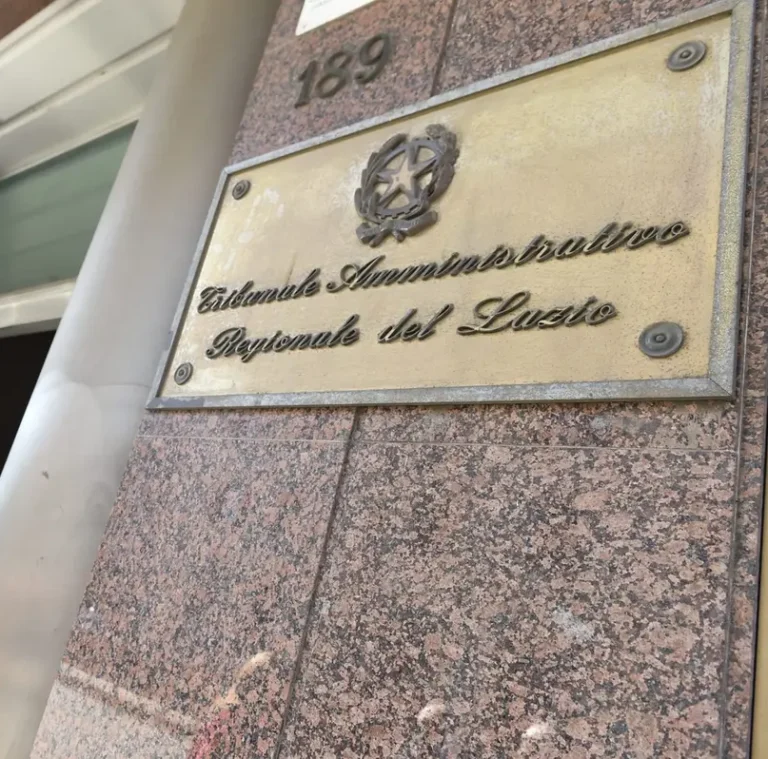 189
Tribunale Amministrativo
Regionale del Lazio